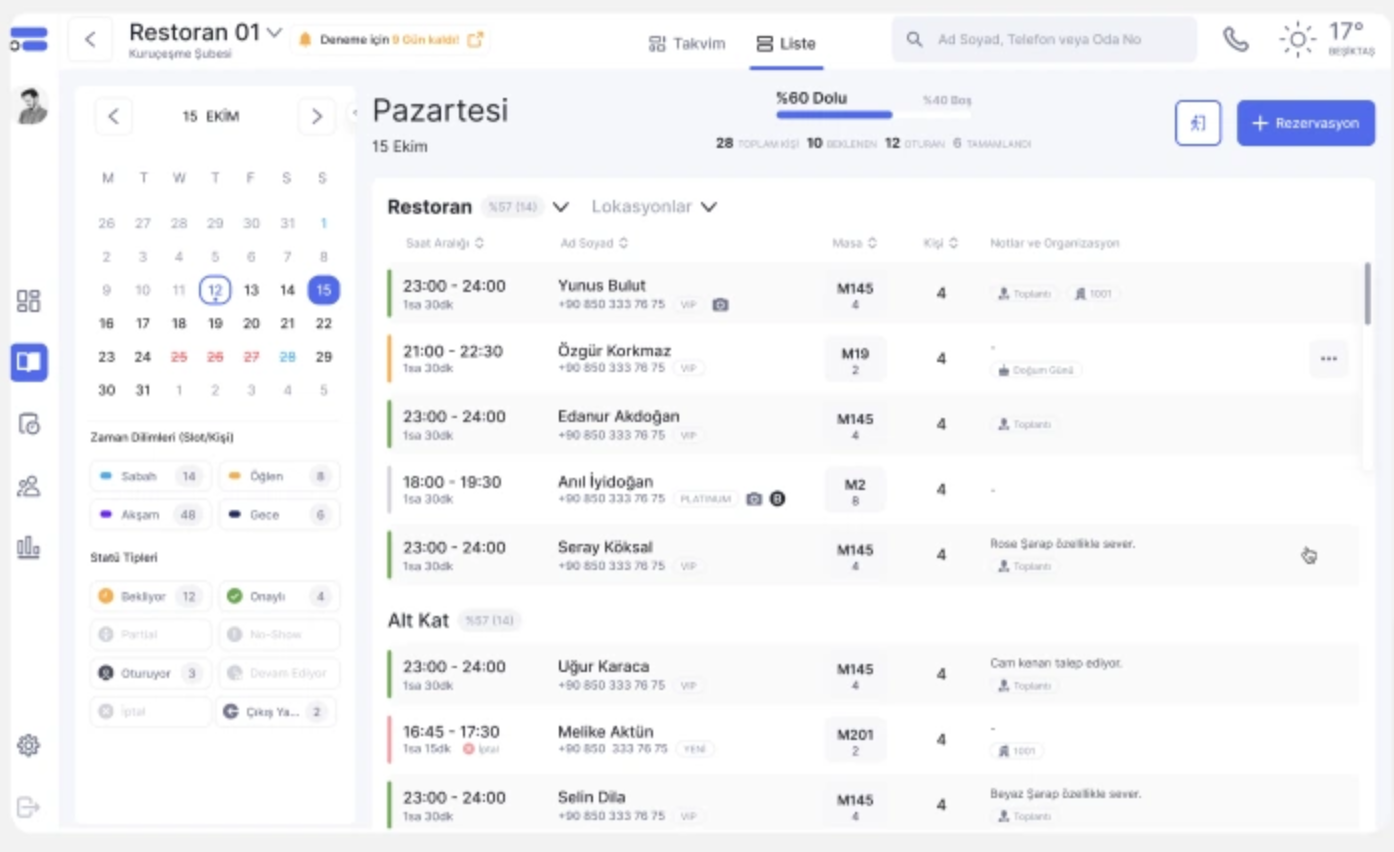 Restoran 01
Kuruçeşme Şubesi
Deneme için 9 Gün kaldı!
Takvim
Liste
Ad Soyad, Telefon veya Oda No
17°
BEŞİKTAŞ
15 EKİM
M T W T F S S
26 27 28 29 30 31 1
2 3 4 5 6 7 8
9 10 11 12 13 14 15
16 17 18 19 20 21 22
23 24 25 26 27 28 29
30 31 1 2 3 4 5
Zaman Dilimleri (Slot/Kişi)
Sabah 14 Öğlen 8
Akşam 48 Gece 6
Statü Tipleri
Bekliyor 12 Onaylı 4
Partial No-Show
Oturuyor 3 Devam Ediyor
İptal Çıkış Ya... 2
Pazartesi
15 Ekim
%60 Dolu %40 Boş
28 TOPLAM KİŞİ 10 BEKLENEN 12 OTURAN 6 TAMAMLANDI
+ Rezervasyon
Restoran %57 (14) Lokasyonlar
Saat Aralığı Ad Soyad Masa Kişi Notlar ve Organizasyon
23:00 - 24:00 Yunus Bulut M145 4 Toplantı 1001
1sa 30dk +90 850 333 76 75 VIP 4
21:00 - 22:30 Özgür Korkmaz M19 4 -
1sa 30dk +90 850 333 76 75 VIP 2 Doğum Günü
23:00 - 24:00 Edanur Akdoğan M145 4 Toplantı
1sa 30dk +90 850 333 76 75 VIP 4
18:00 - 19:30 Anıl İyidoğan M2 4 -
1sa 30dk +90 850 333 76 75 PLATINUM B 8
23:00 - 24:00 Seray Köksal M145 4 Rose Şarap özellikle sever.
1sa 30dk +90 850 333 76 75 VIP 4 Toplantı
Alt Kat %57 (14)
23:00 - 24:00 Uğur Karaca M145 4 Cam kenarı talep ediyor.
1sa 30dk +90 850 333 76 75 VIP 4 Toplantı
16:45 - 17:30 Melike Aktün M201 4 -
1sa 15dk İptal +90 850 333 76 75 YENİ 2 1001
23:00 - 24:00 Selin Dila M145 4 Beyaz Şarap özellikle sever.
1sa 30dk +90 850 333 76 75 VIP 4 Toplantı